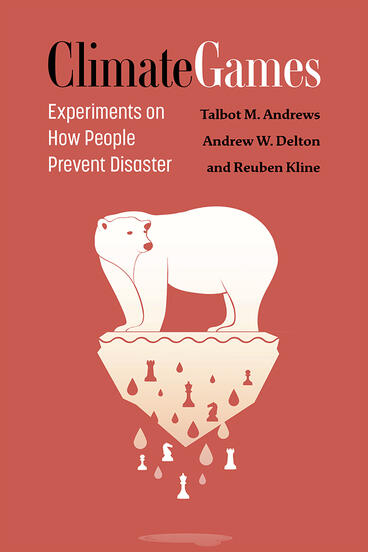 ClimateGames
Experiments on
How People
Prevent Disaster
Talbot M. Andrews
Andrew W. Delton
and Reuben Kline